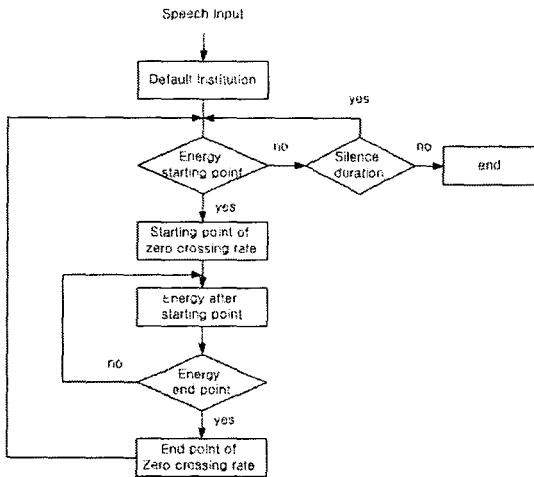 Speech Input
Default Institution
yes
Energy
starting point
no
Silence
duration
no
end
yes
Starting point of
zero crossing rate
Energy after
starting point
no
Energy
end point
yes
End point of
Zero crossing rate